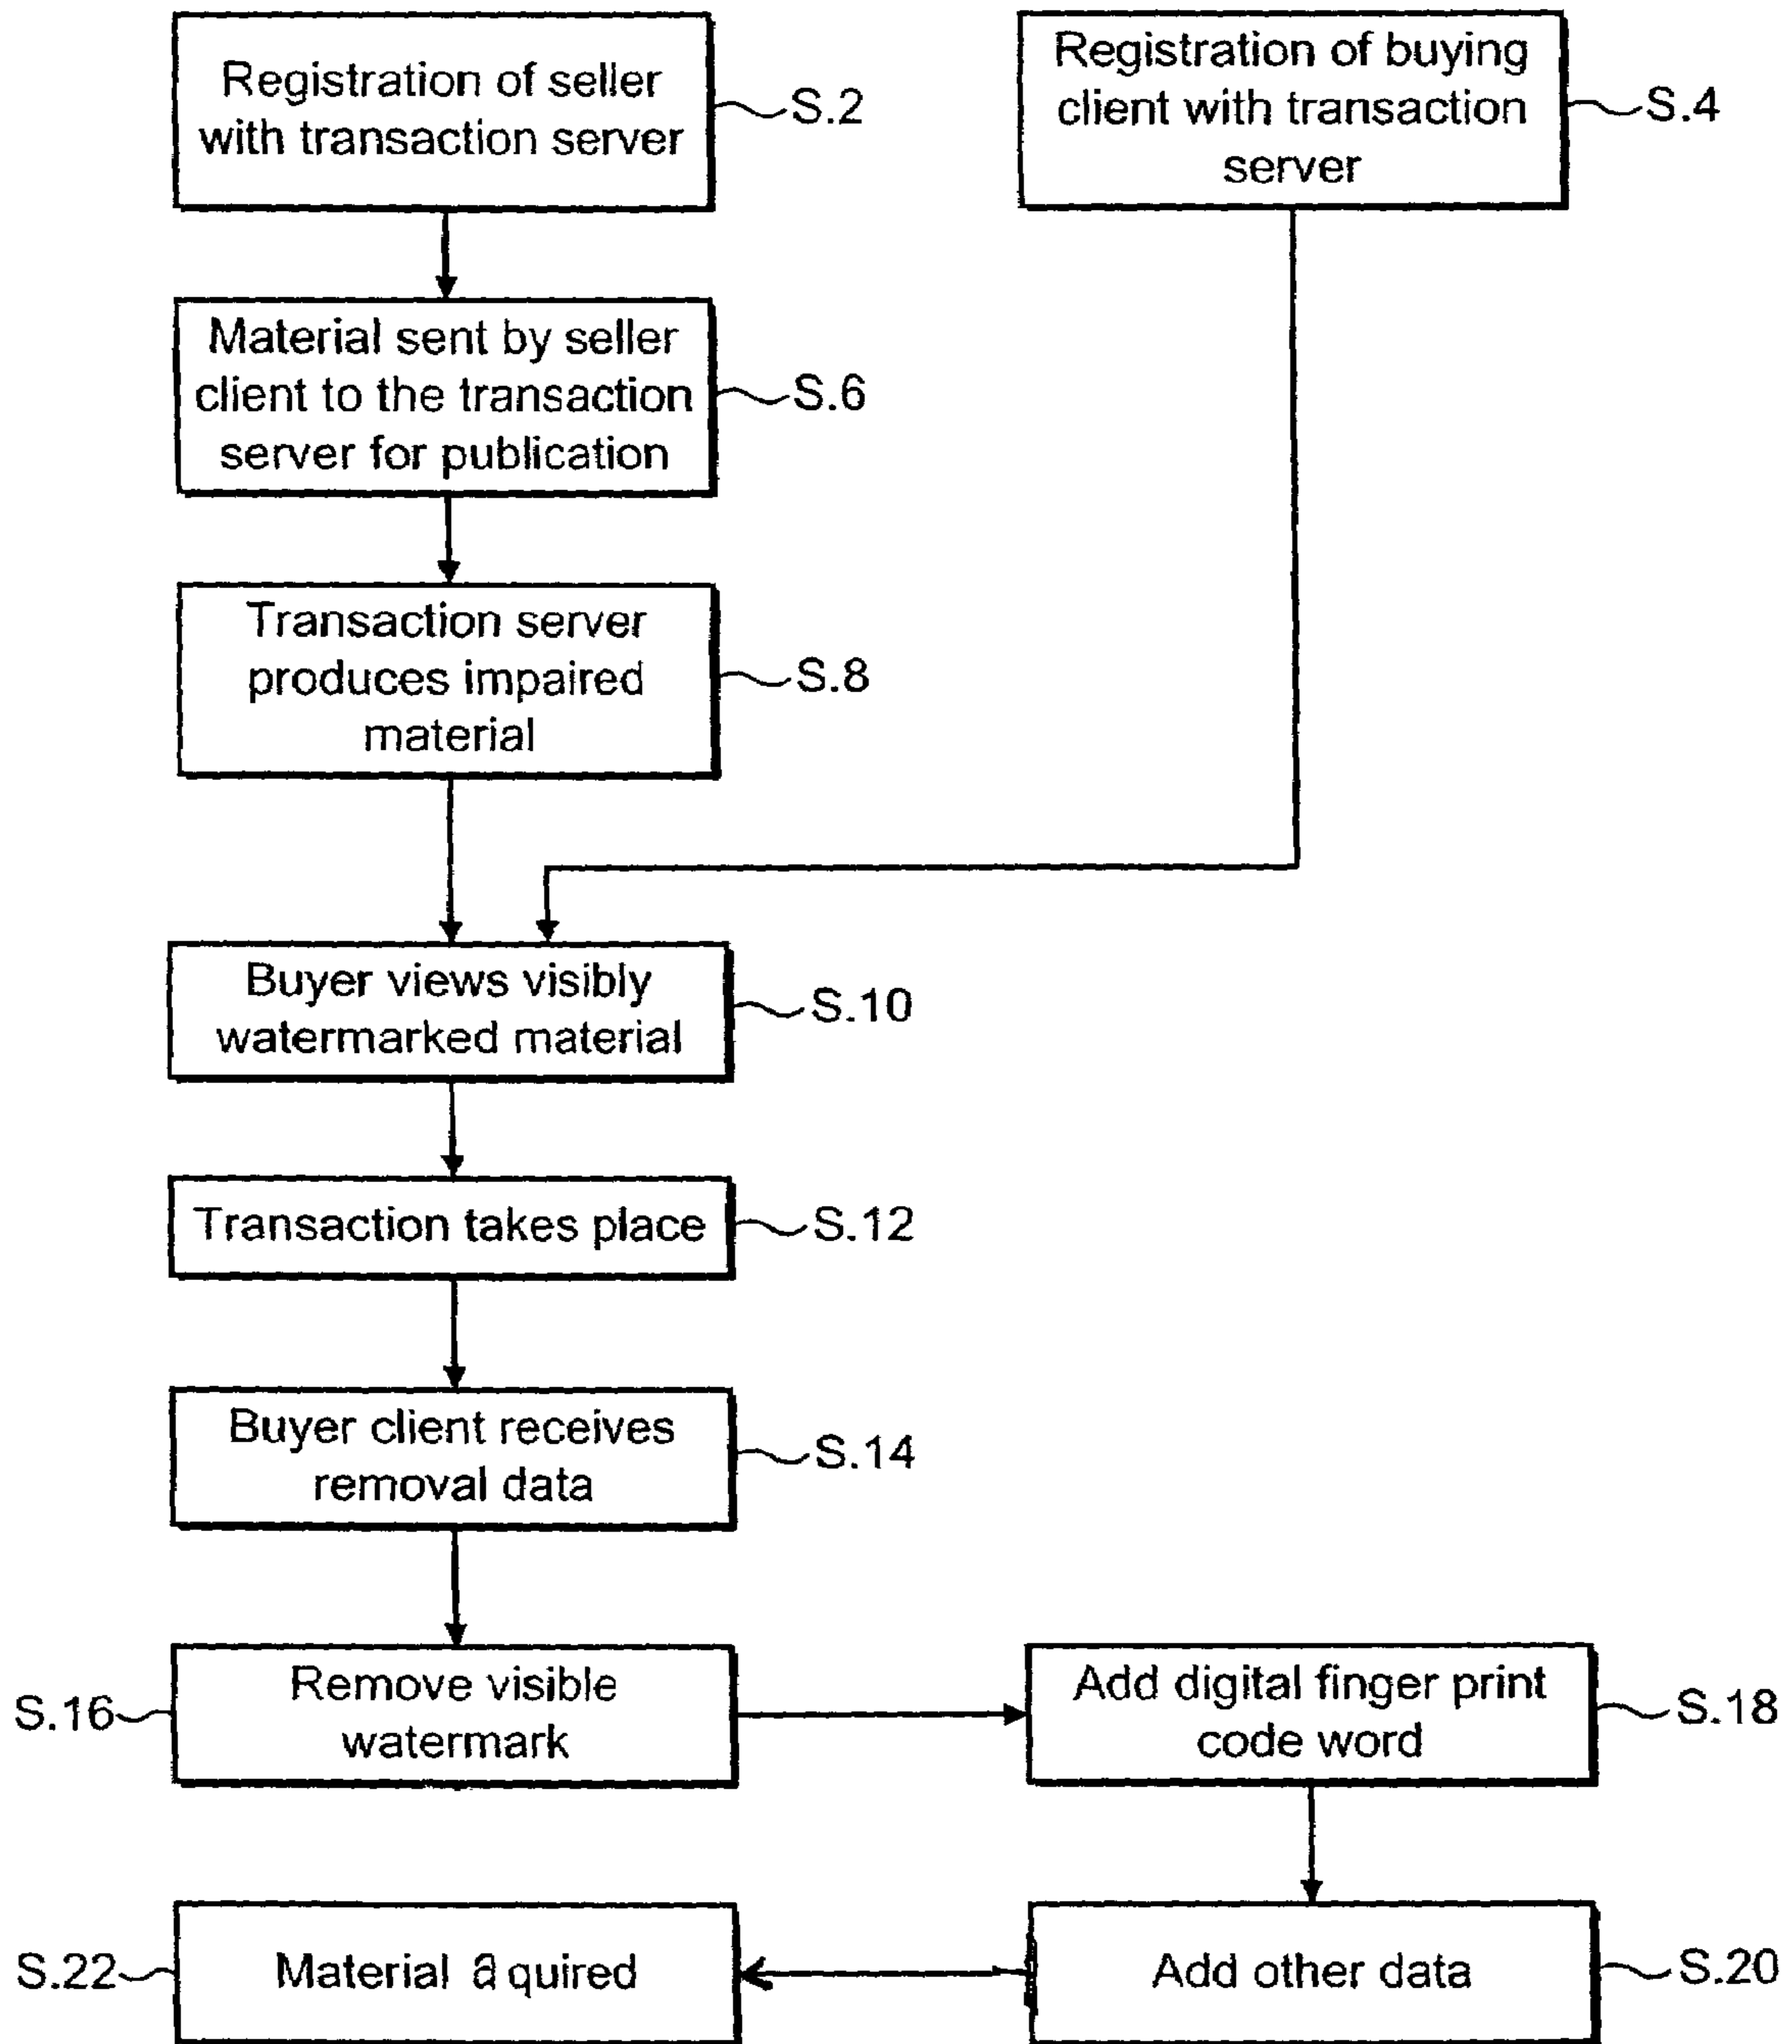 Registration of seller
with transaction server
S.2
Registration of buying
client with transaction
server
S.4
Material sent by seller
client to the transaction
server for publication
S.6
Transaction server
produces impaired
material
S.8
Buyer views visibly
watermarked material
S.10
Transaction takes place
S.12
Buyer client receives
removal data
S.14
S.16
Remove visible
watermark
Add digital finger print
code word
S.18
S.22
Material a quired
Add other data
S.20